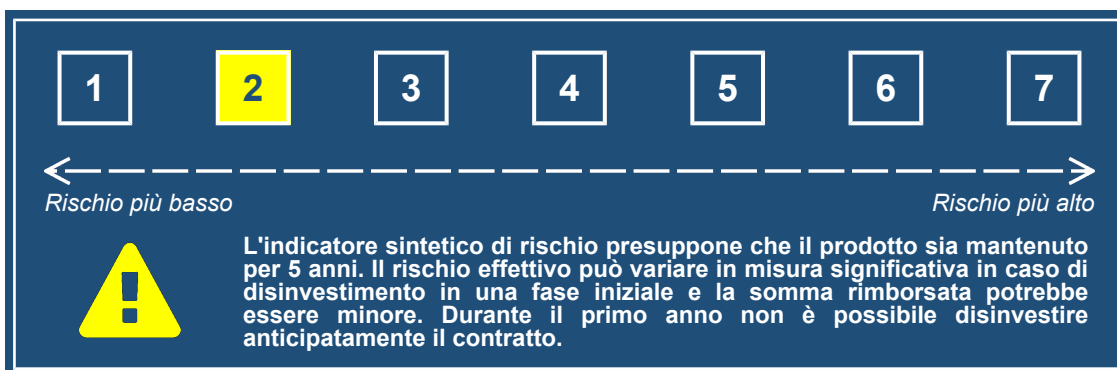 1 2 3 4 5 6 7
Rischio più basso Rischio più alto
L'indicatore sintetico di rischio presuppone che il prodotto sia mantenuto
per 5 anni. Il rischio effettivo può variare in misura significativa in caso di
disinvestimento in una fase iniziale e la somma rimborsata potrebbe
essere minore. Durante il primo anno non è possibile disinvestire
anticipatamente il contratto.